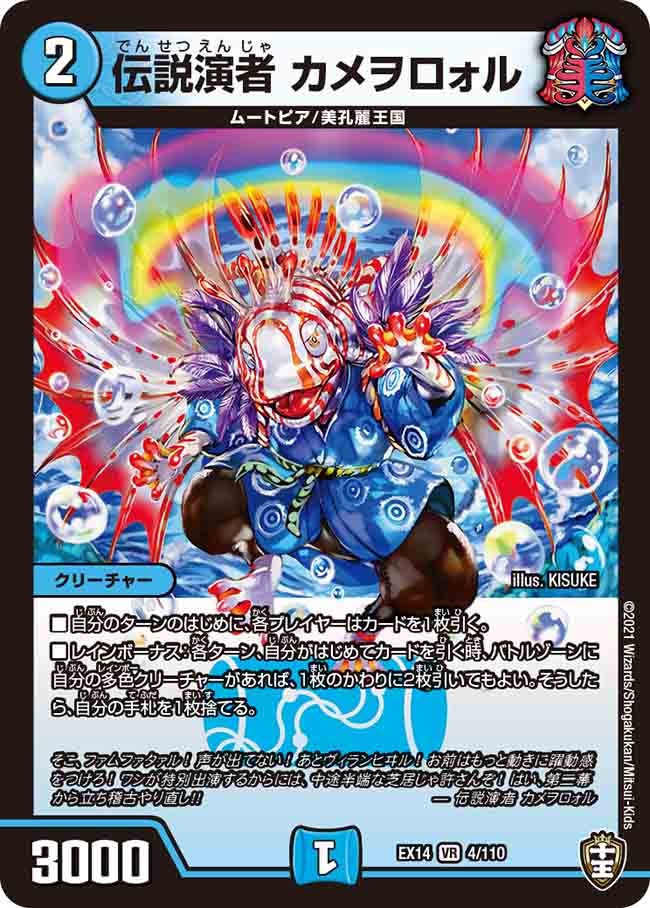 2
でんせつえんじゃ
伝説演者 カメヲロォル
ムートピア/美孔麗王国
クリーチャー
illus. KISUKE
■自分のターンのはじめに、各プレイヤーはカードを1枚引く。
■レインボーナス：各ターン、自分がはじめてカードを引く時、バトルゾーンに
自分の多色クリーチャーがあれば、1枚のかわりに2枚引いてもよい。そうした
ら、自分の手札を1枚捨てる。
そこ、ファムファタァル！ 声が出てない！ あとヴィランヒヰル！ お前はもっと動きに躍動感
をつけろ！ ワシが特別出演するからには、中途半端な芝居じゃ許さんぞ！ はい、第二幕
から立ち稽古やり直し!!
― 伝説演者 カメヲロォル
3000
1
EX14 VR 4/110
©2021 Wizards/Shogakukan/Mitsui-Kids